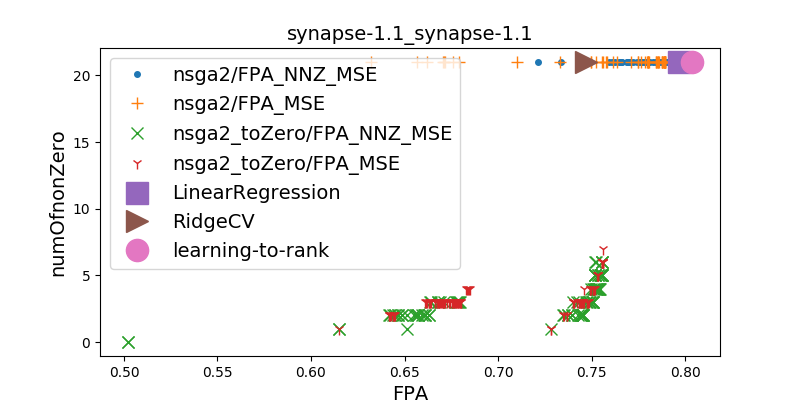 synapse-1.1_synapse-1.1
numOfnonZero
20
15
10
5
0
nsga2/FPA_NNZ_MSE
nsga2/FPA_MSE
nsga2_toZero/FPA_NNZ_MSE
nsga2_toZero/FPA_MSE
LinearRegression
RidgeCV
learning-to-rank
0.50 0.55 0.60 0.65 0.70 0.75 0.80
FPA